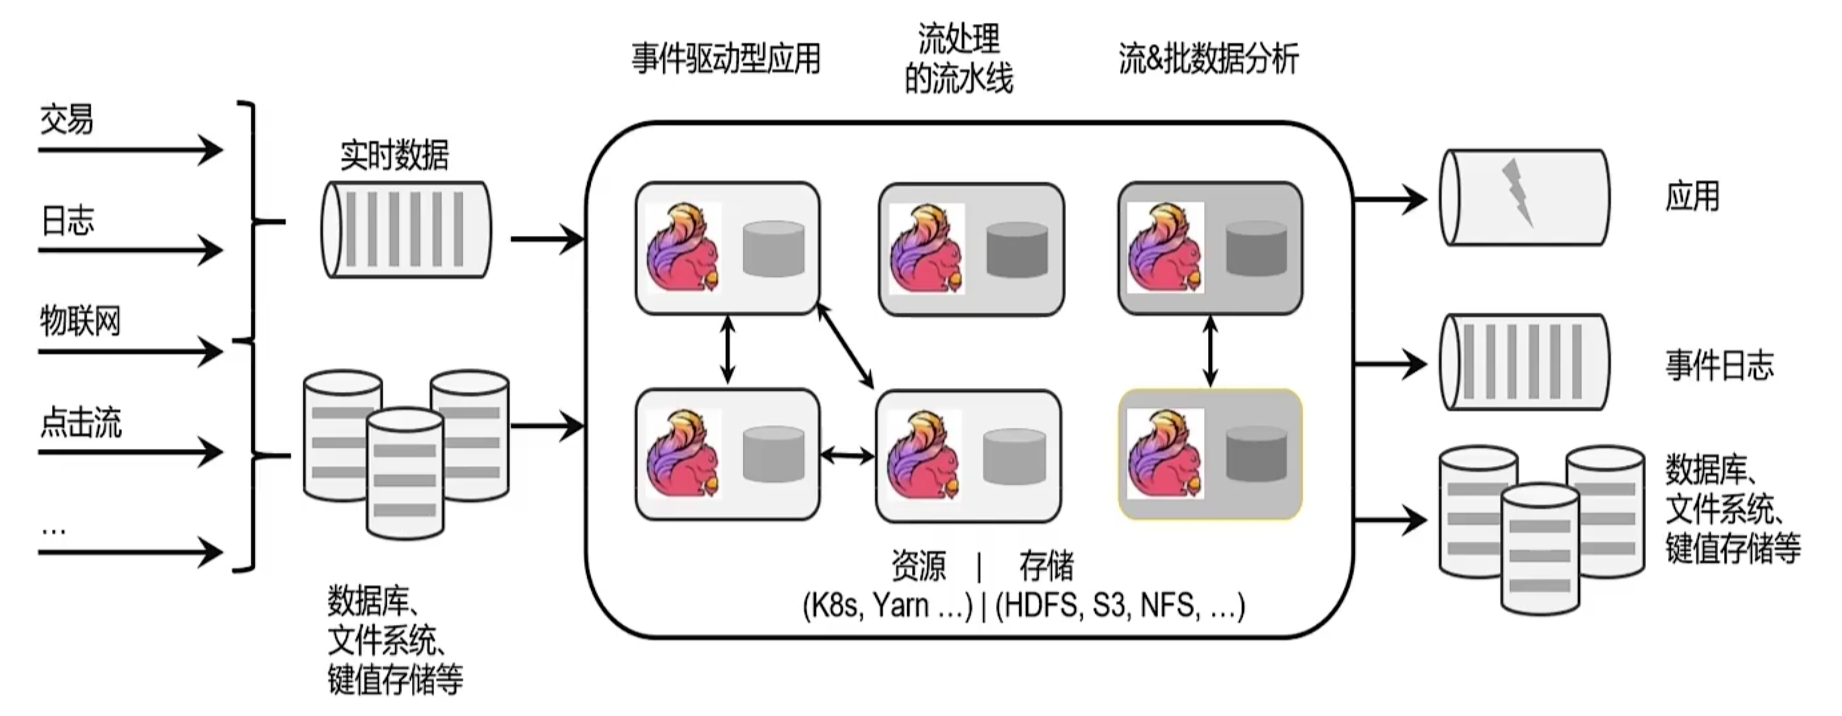 交易
日志
物联网
点击流
...
实时数据
数据库、
文件系统、
键值存储等
事件驱动型应用
流处理
的流水线
流&批数据分析
资源 | 存储
(K8s, Yarn ...) | (HDFS, S3, NFS, ...)
应用
事件日志
数据库、
文件系统、
键值存储等